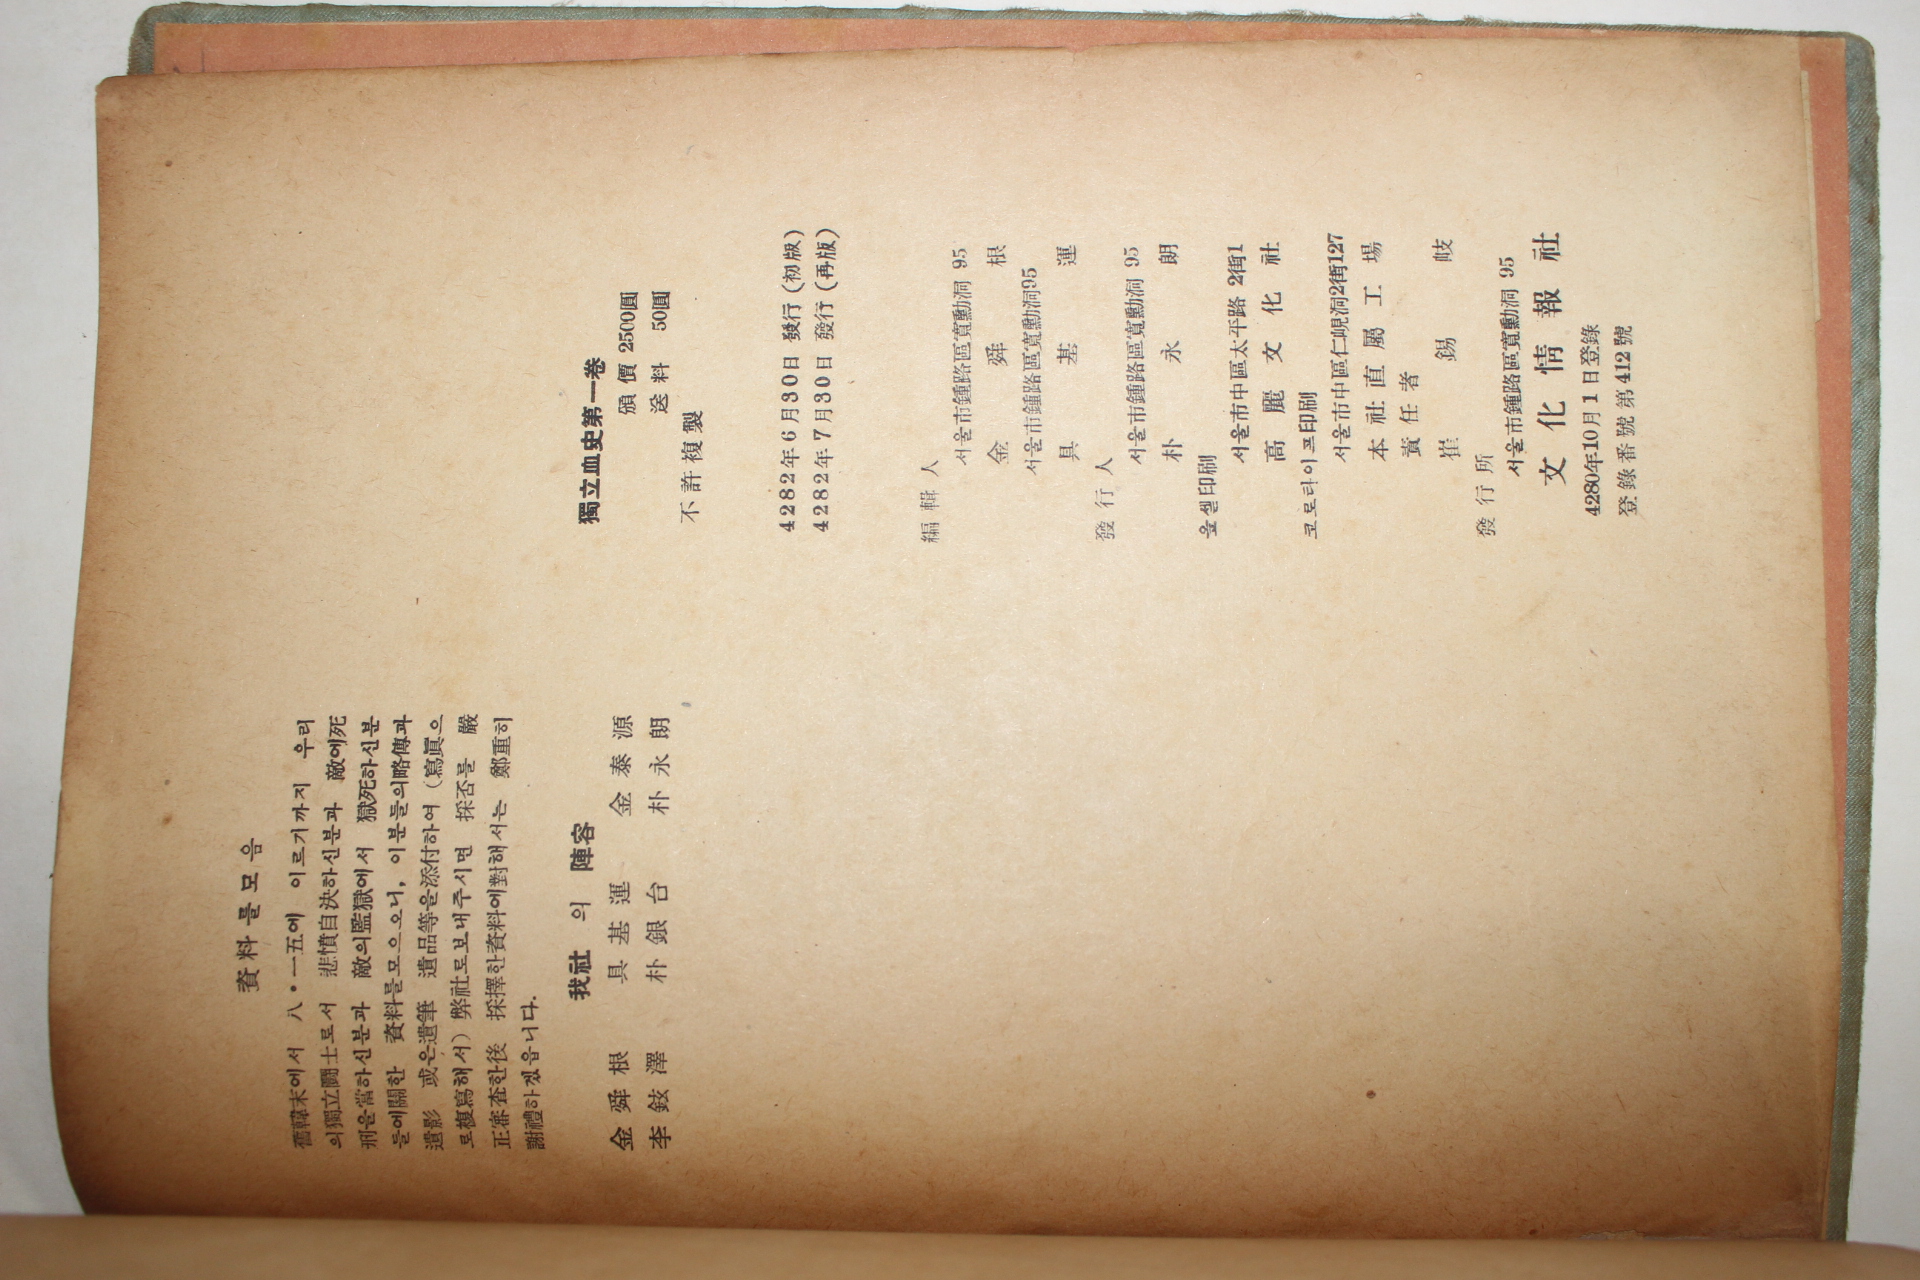 資料를모음
舊韓末에서 八·一五에 이르기까지 우리
의獨立鬪士로서 悲憤自決하신분과 敵에死
刑을當하신분과 敵의監獄에서 獄死하신분
들에關한 資料를모으오니, 이분들의略傳과
遺影 或은遺筆 遺品等을添付하여 (寫眞으
로複寫해서) 弊社로보내주시면 採否를 嚴
正審査한後 採擇한資料에對해서는 鄭重히
謝禮하겠읍니다.
我社의 陣容
金舜根 具基運 金泰源
李鉉澤 朴銀台 朴永朗
獨立血史第一卷
頒價 2500圓
送料 50圓
不許複製
4282年6月30日 發行 (初版)
4282年7月30日 發行 (再版)
編輯人
서울市鍾路區寬勳洞 95
金舜根
서울市鍾路區寬勳洞95
具基運
發行人
서울市鍾路區寬勳洞 95
朴永朗
옵셑印刷
서울市中區太平路 2街1
高麗文化社
코로타이프印刷
서울市中區仁峴洞2街127
本社直屬工場
責任者
崔錫岐
發行所
서울市鍾路區寬勳洞 95
文化情報社
4280年10月1日登錄
登錄番號第412號